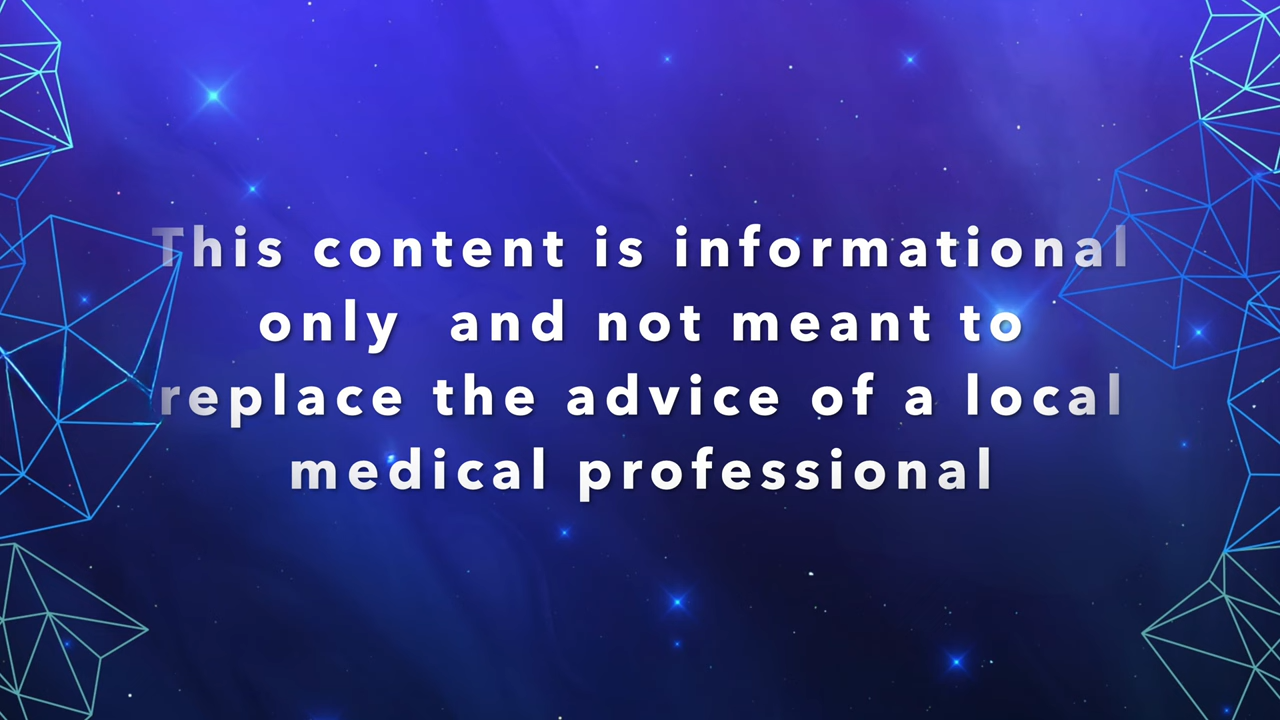 This content is informational
only  and not meant to
replace the advice of a local
medical professional